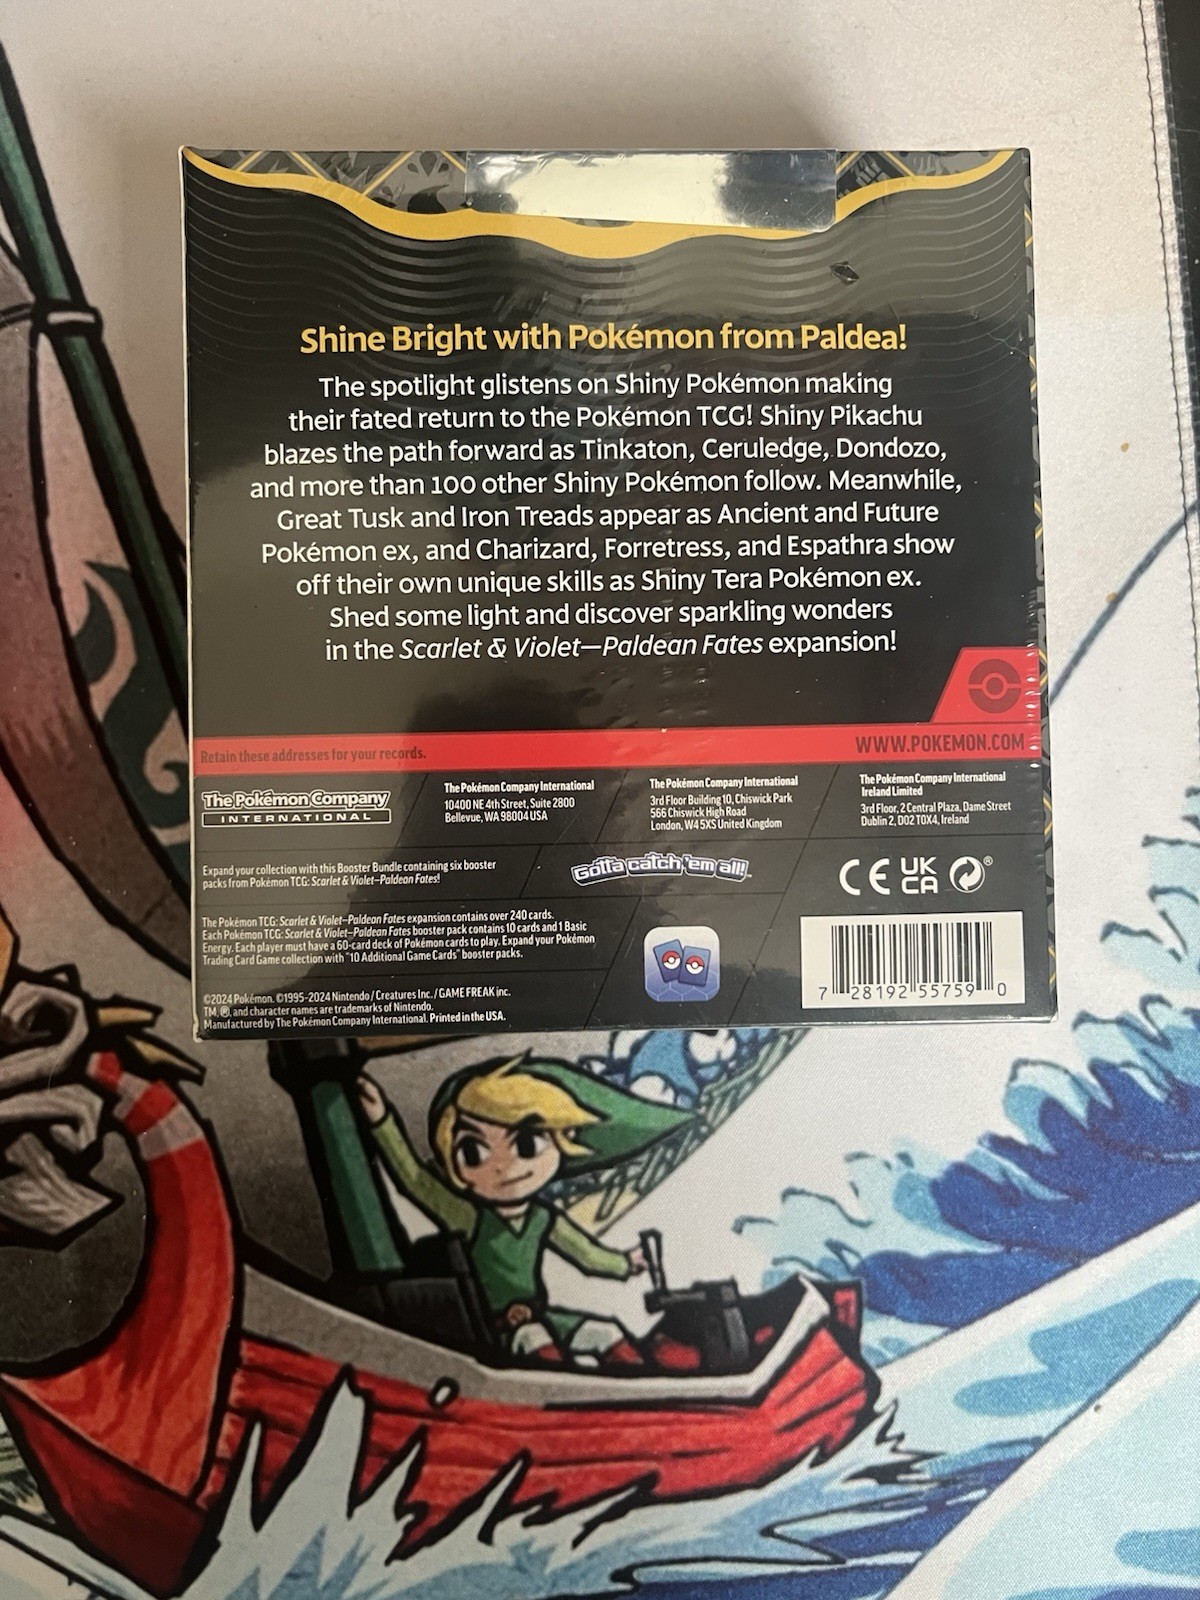 Shine Bright with Pokémon from Paldea!
The spotlight glistens on Shiny Pokémon making
their fated return to the Pokémon TCG! Shiny Pikachu
blazes the path forward as Tinkaton, Ceruledge, Dondozo,
and more than 100 other Shiny Pokémon follow. Meanwhile,
Great Tusk and Iron Treads appear as Ancient and Future
Pokémon ex, and Charizard, Forretress, and Espathra show
off their own unique skills as Shiny Tera Pokémon ex.
Shed some light and discover sparkling wonders
in the Scarlet & Violet—Paldean Fates expansion!
Retain these addresses for your records.
WWW.POKEMON.COM
The Pokémon Company
INTERNATIONAL
The Pokémon Company International
10400 NE 4th Street, Suite 2800
Bellevue, WA 98004 USA
The Pokémon Company International
3rd Floor Building 10, Chiswick Park
566 Chiswick High Road
London, W4 5XS United Kingdom
The Pokémon Company International
Ireland Limited
3rd Floor, 2 Central Plaza, Dame Street
Dublin 2, D02 T0X4, Ireland
Expand your collection with this Booster Bundle containing six booster
packs from Pokémon TCG: Scarlet & Violet–Paldean Fates!
Gotta catch 'em all!™
CE UK CA ®
The Pokémon TCG: Scarlet & Violet–Paldean Fates expansion contains over 240 cards.
Each Pokémon TCG: Scarlet & Violet–Paldean Fates booster pack contains 10 cards and 1 Basic
Energy. Each player must have a 60-card deck of Pokémon cards to play. Expand your Pokémon
Trading Card Game collection with "10 Additional Game Cards" booster packs.
©2024 Pokémon. ©1995-2024 Nintendo / Creatures Inc. / GAME FREAK inc.
TM, ®, and character names are trademarks of Nintendo.
Manufactured by The Pokémon Company International. Printed in the USA.
7 28192 55759 0